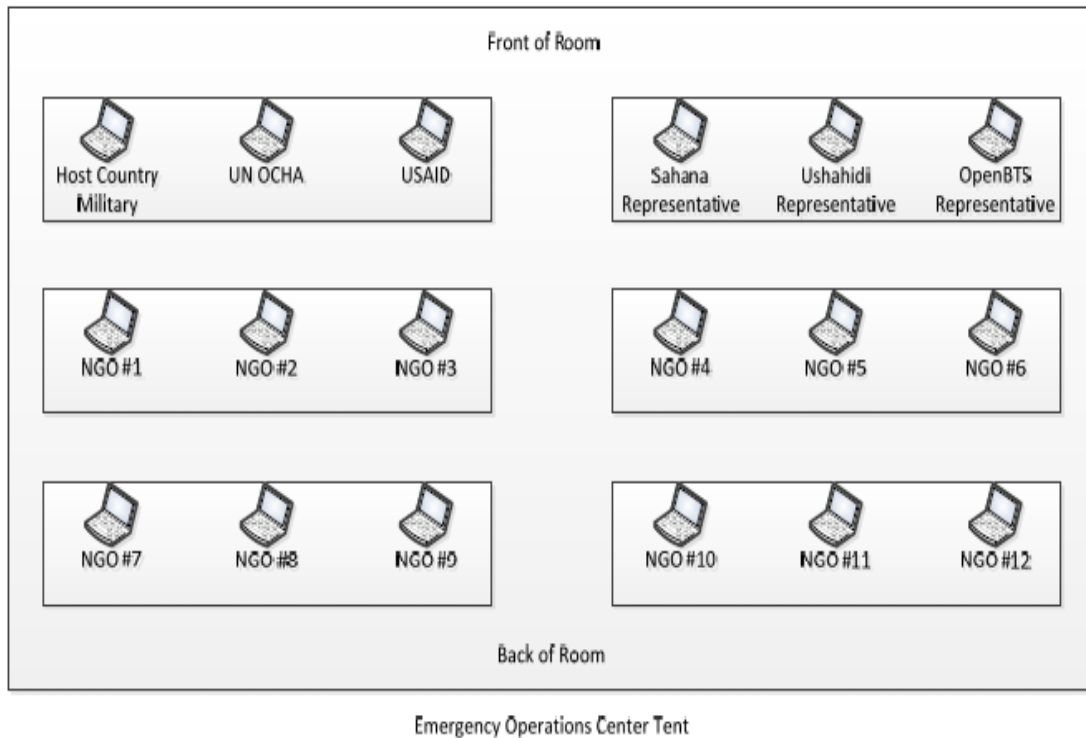 Front of Room
Host Country
Military
UN OCHA
USAID
Sahana
Representative
Ushahidi
Representative
OpenBTS
Representative
NGO #1
NGO #2
NGO #3
NGO #4
NGO #5
NGO #6
NGO #7
NGO #8
NGO #9
NGO #10
NGO #11
NGO #12
Back of Room
Emergency Operations Center Tent